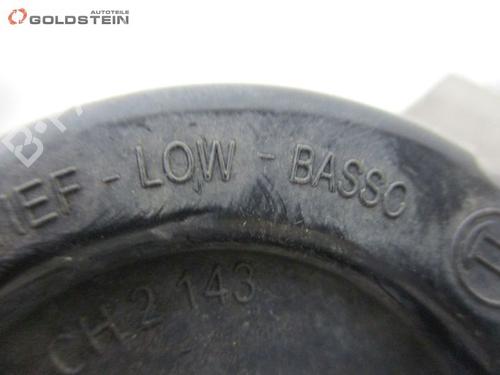 AUTOTEILE
GOLDSTEIN
IEF - LOW - BASSO
CH 2 143